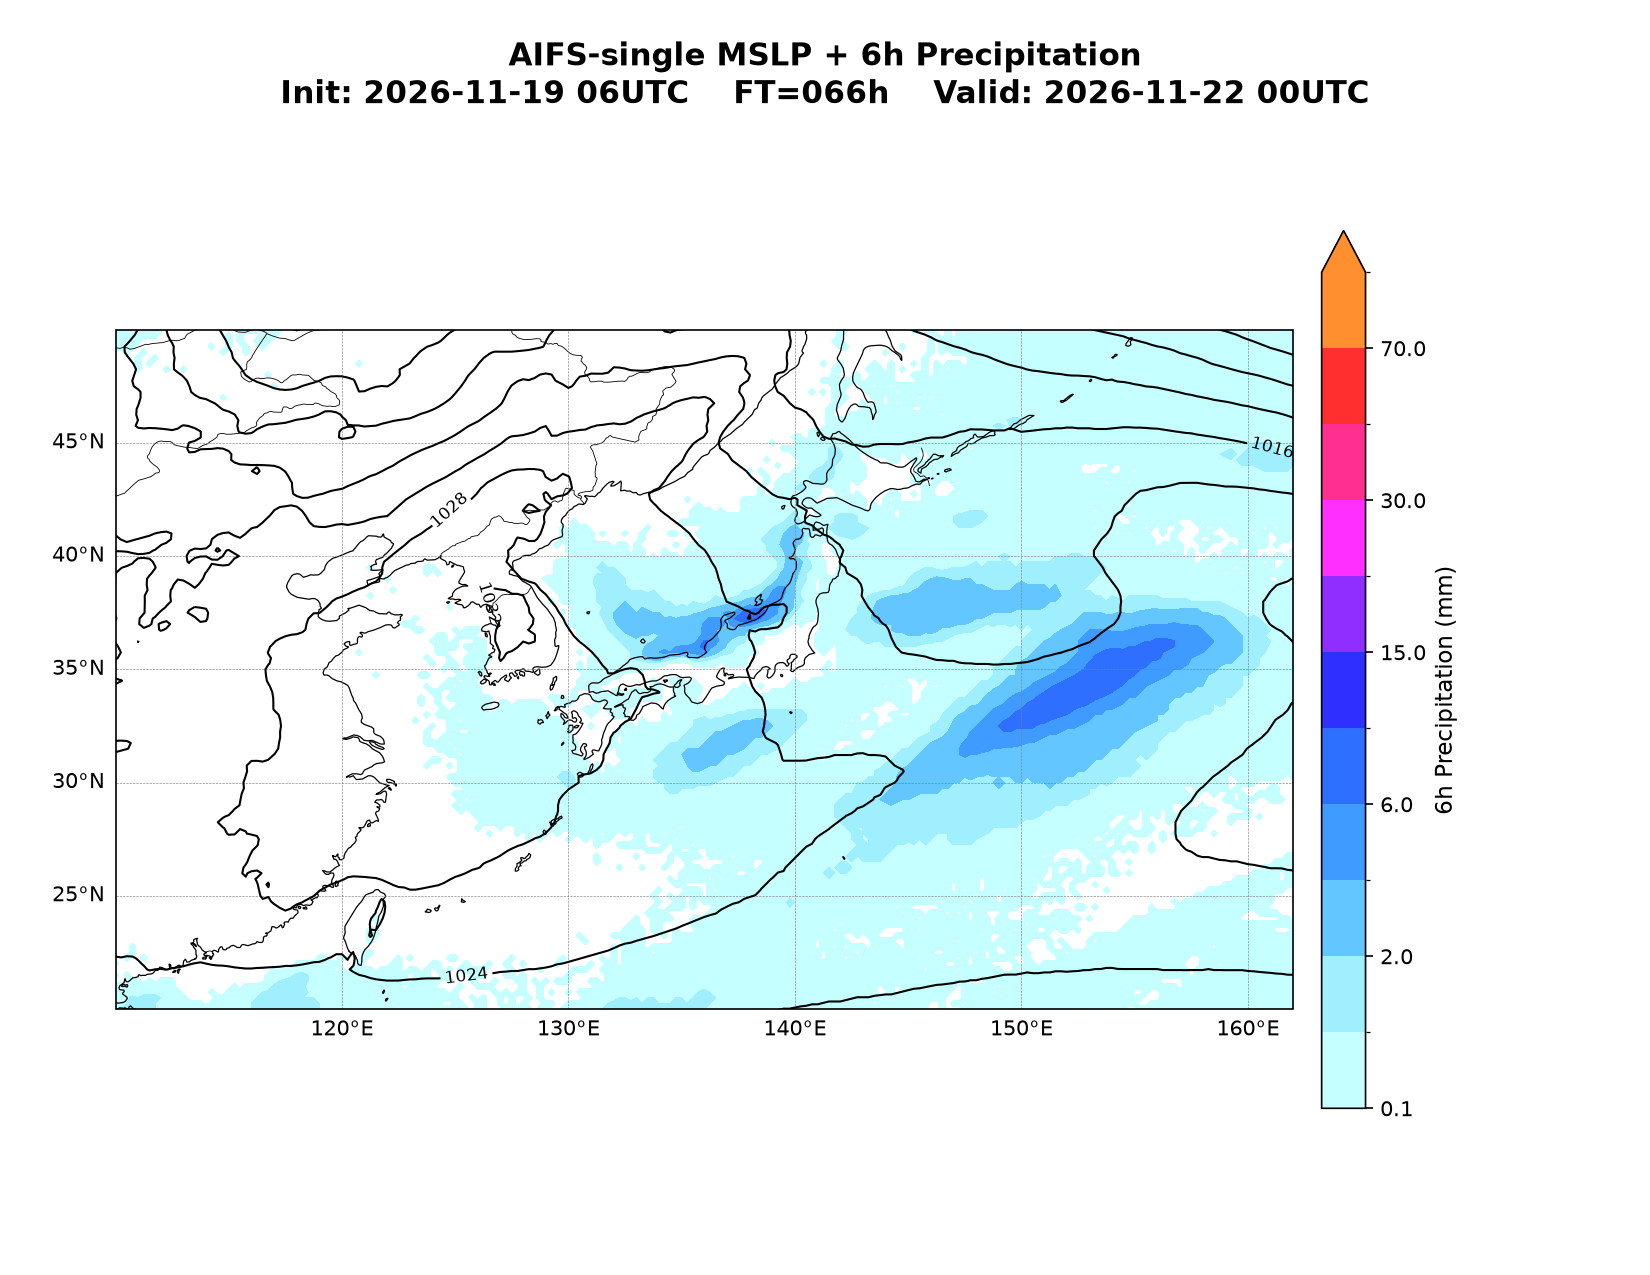 AIFS-single MSLP + 6h Precipitation
Init: 2026-11-19 06UTC FT=066h Valid: 2026-11-22 00UTC
70.0
45°N
1016
1028
30.0
40°N
6h Precipitation (mm)
35°N
15.0
30°N
6.0
25°N
2.0
1024
120°E
130°E
140°E
150°E
160°E
0.1